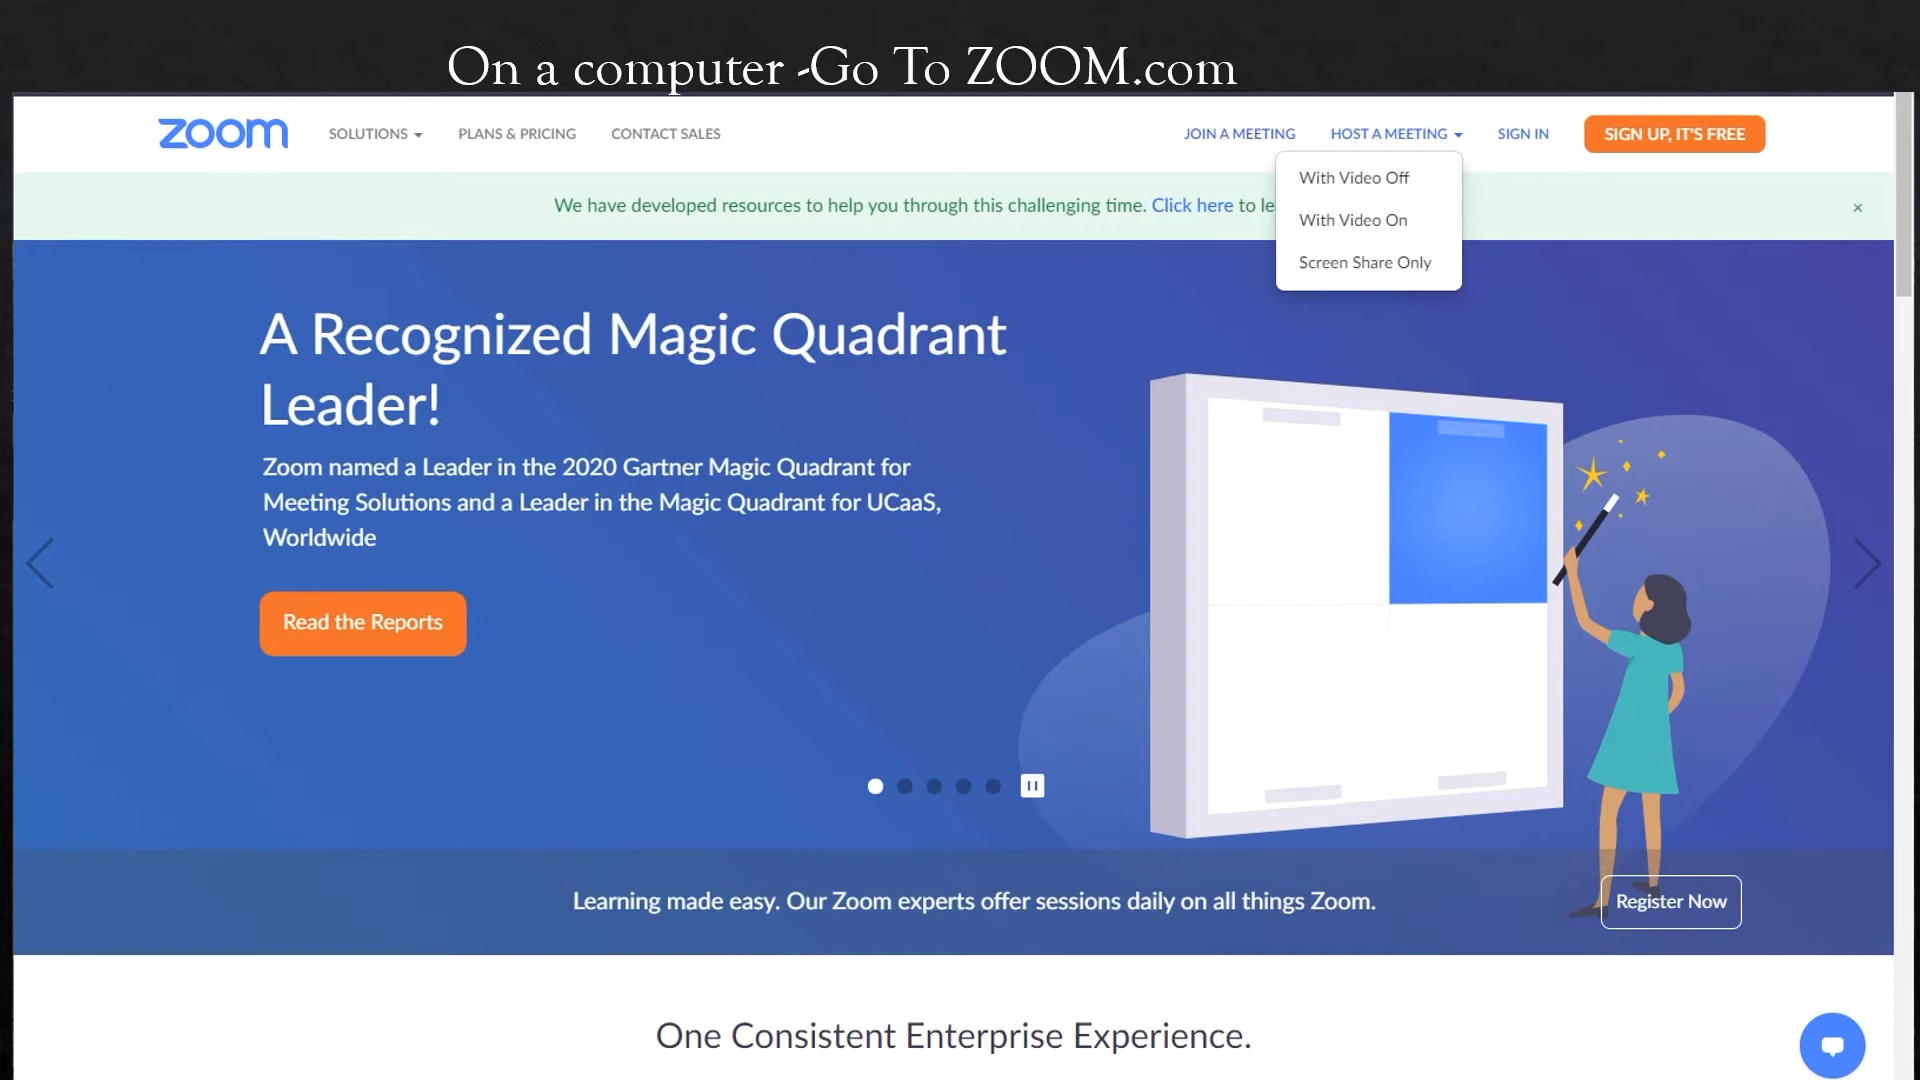 On a computer -Go To ZOOM.com
zoom SOLUTIONS PLANS & PRICING CONTACT SALES JOIN A MEETING HOST A MEETING SIGN IN SIGN UP, IT'S FREE
With Video Off
We have developed resources to help you through this challenging time. Click here to le
With Video On
Screen Share Only
A Recognized Magic Quadrant
Leader!
Zoom named a Leader in the 2020 Gartner Magic Quadrant for
Meeting Solutions and a Leader in the Magic Quadrant for UCaaS,
Worldwide
Read the Reports
Learning made easy. Our Zoom experts offer sessions daily on all things Zoom.
Register Now
One Consistent Enterprise Experience.